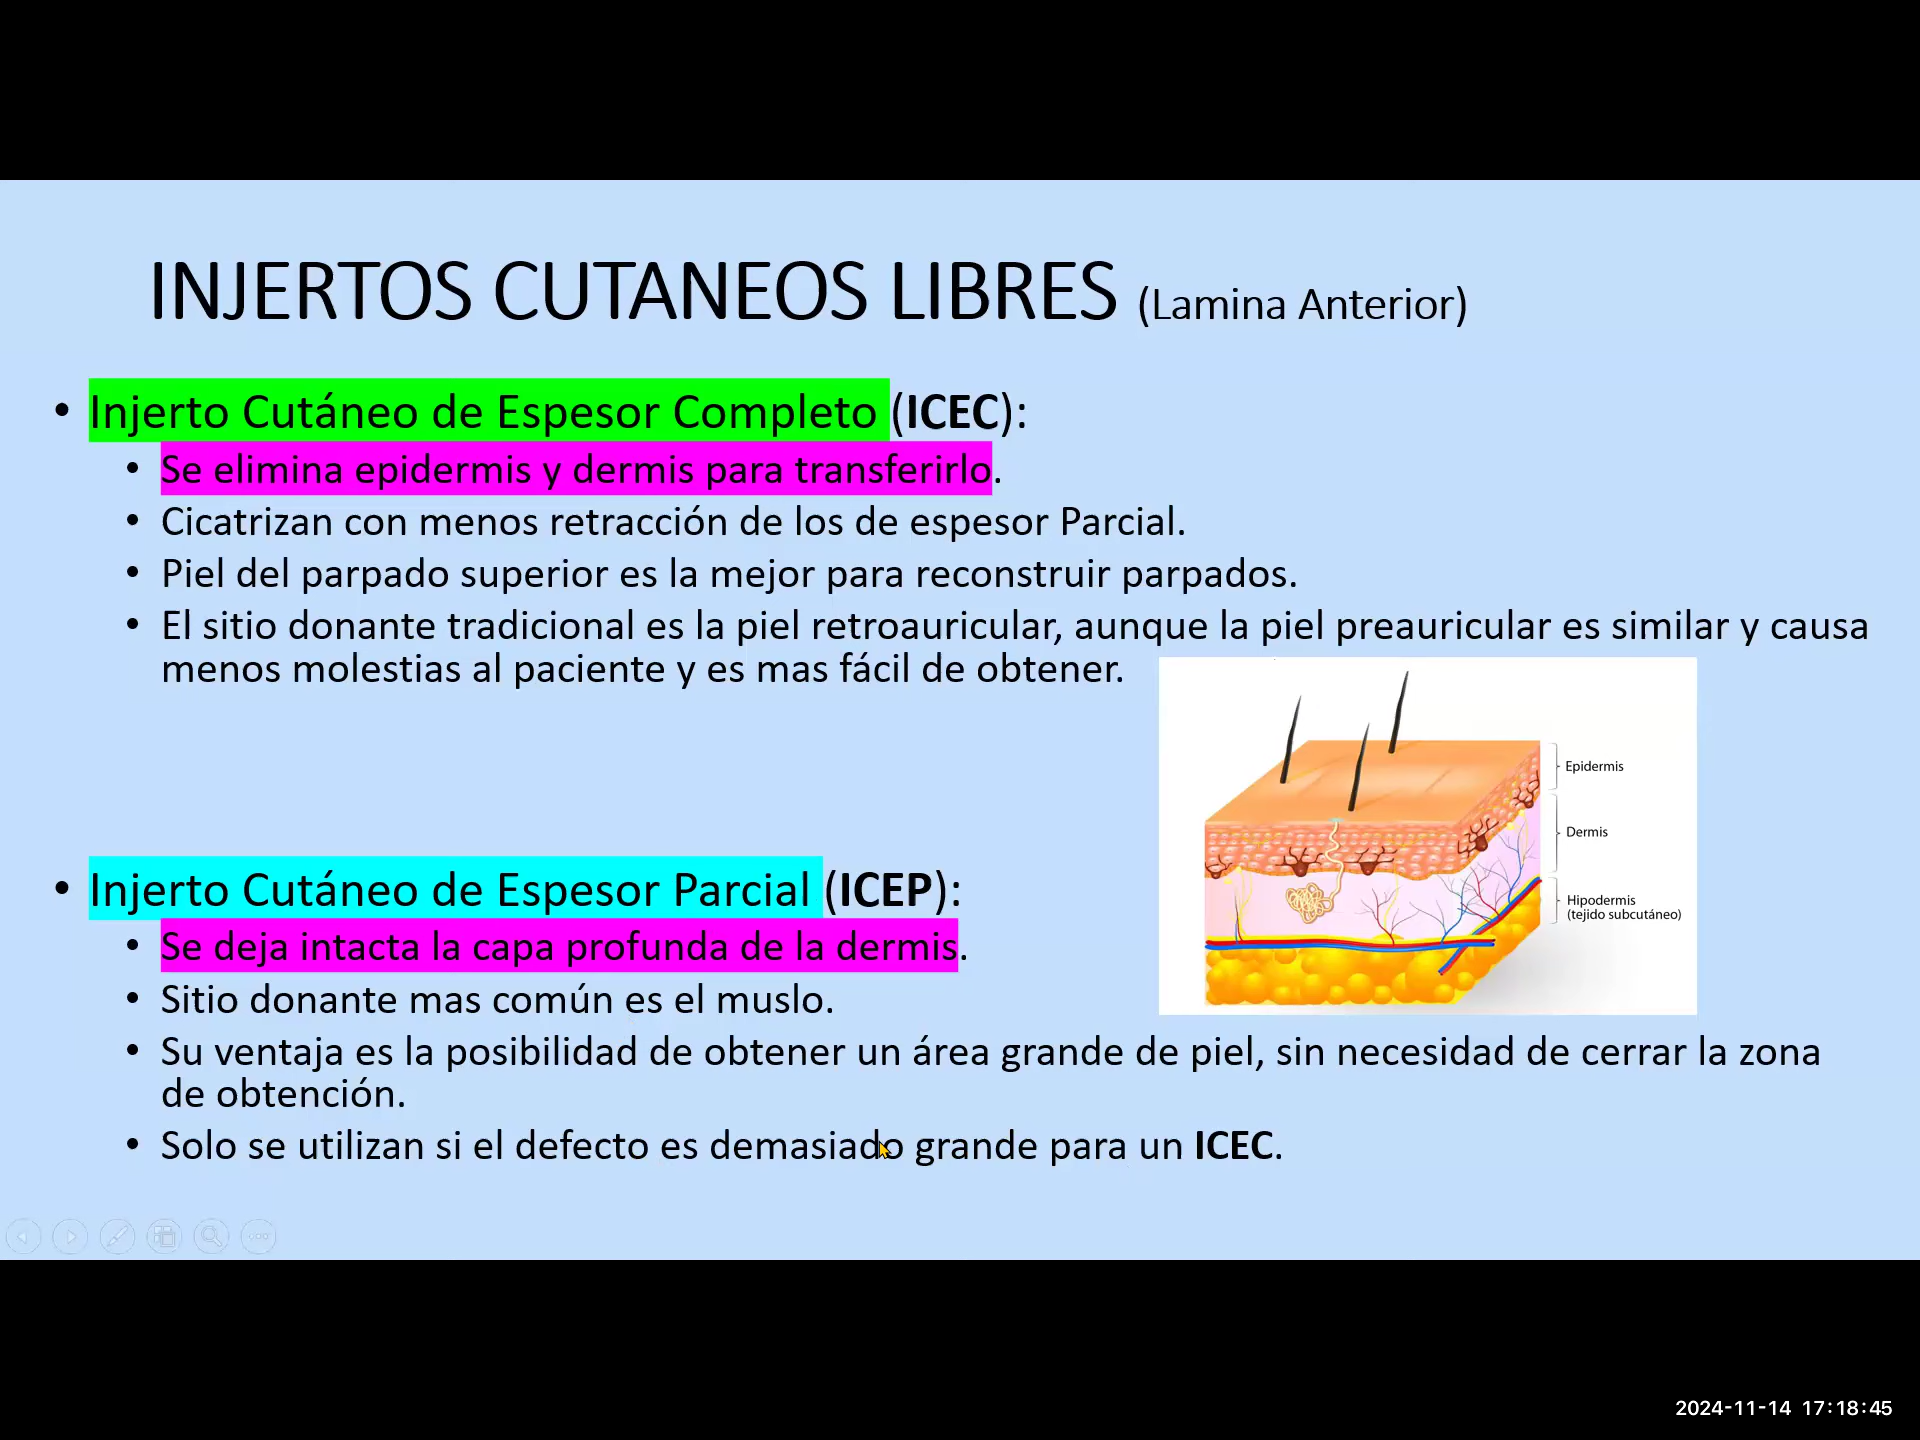 INJERTOS CUTANEOS LIBRES (Lamina Anterior)
• Injerto Cutáneo de Espesor Completo (ICEC):
• Se elimina epidermis y dermis para transferirlo.
• Cicatrizan con menos retracción de los de espesor Parcial.
• Piel del parpado superior es la mejor para reconstruir parpados.
• El sitio donante tradicional es la piel retroauricular, aunque la piel preauricular es similar y causa
menos molestias al paciente y es mas fácil de obtener.
Epidermis
Dermis
Hipodermis
(tejido subcutáneo)
• Injerto Cutáneo de Espesor Parcial (ICEP):
• Se deja intacta la capa profunda de la dermis.
• Sitio donante mas común es el muslo.
• Su ventaja es la posibilidad de obtener un área grande de piel, sin necesidad de cerrar la zona
de obtención.
• Solo se utilizan si el defecto es demasiado grande para un ICEC.
2024-11-14 17:18:45